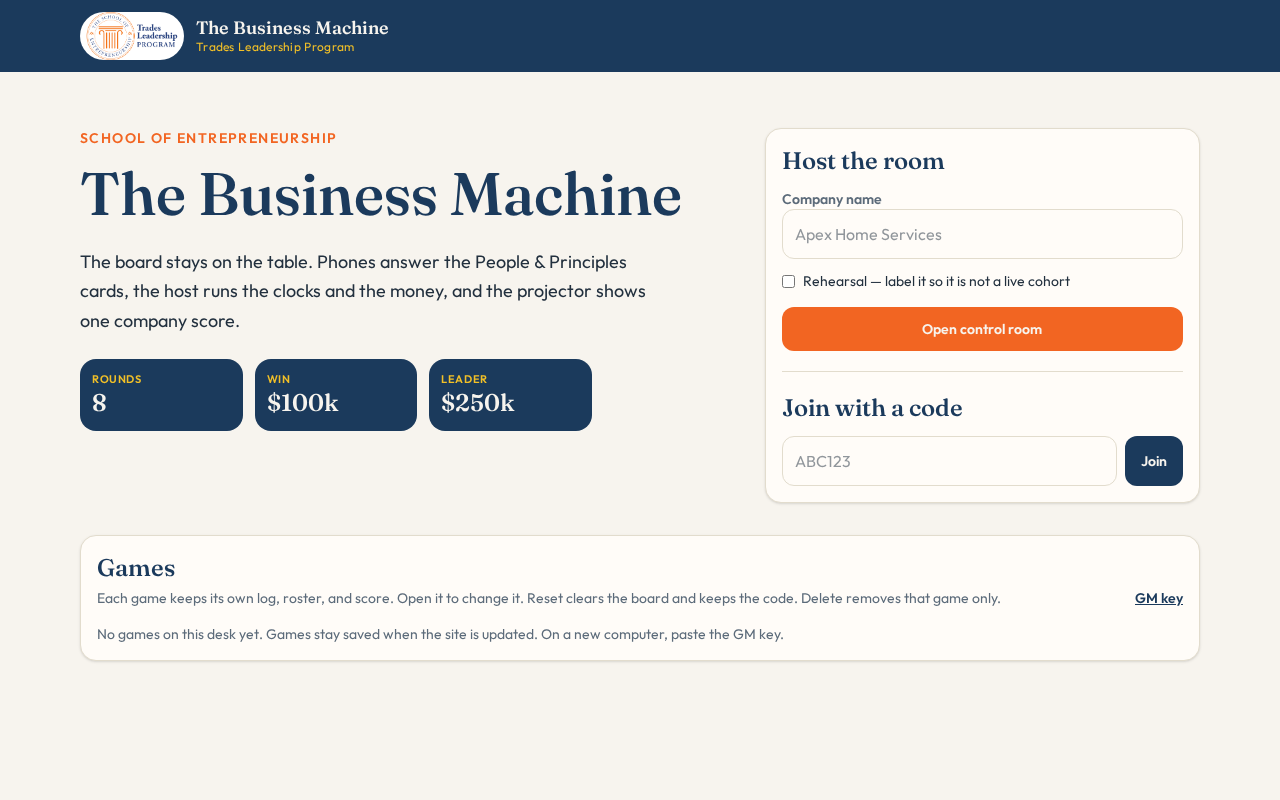 THE SCHOOL OF
ENTREPRENEURSHIP
Trades
Leadership
PROGRAM
The Business Machine
Trades Leadership Program
SCHOOL OF ENTREPRENEURSHIP
The Business Machine
The board stays on the table. Phones answer the People & Principles
cards, the host runs the clocks and the money, and the projector shows
one company score.
ROUNDS
8
WIN
$100k
LEADER
$250k
Host the room
Company name
Apex Home Services
Rehearsal — label it so it is not a live cohort
Open control room
Join with a code
ABC123
Join
Games
Each game keeps its own log, roster, and score. Open it to change it. Reset clears the board and keeps the code. Delete removes that game only.
GM key
No games on this desk yet. Games stay saved when the site is updated. On a new computer, paste the GM key.